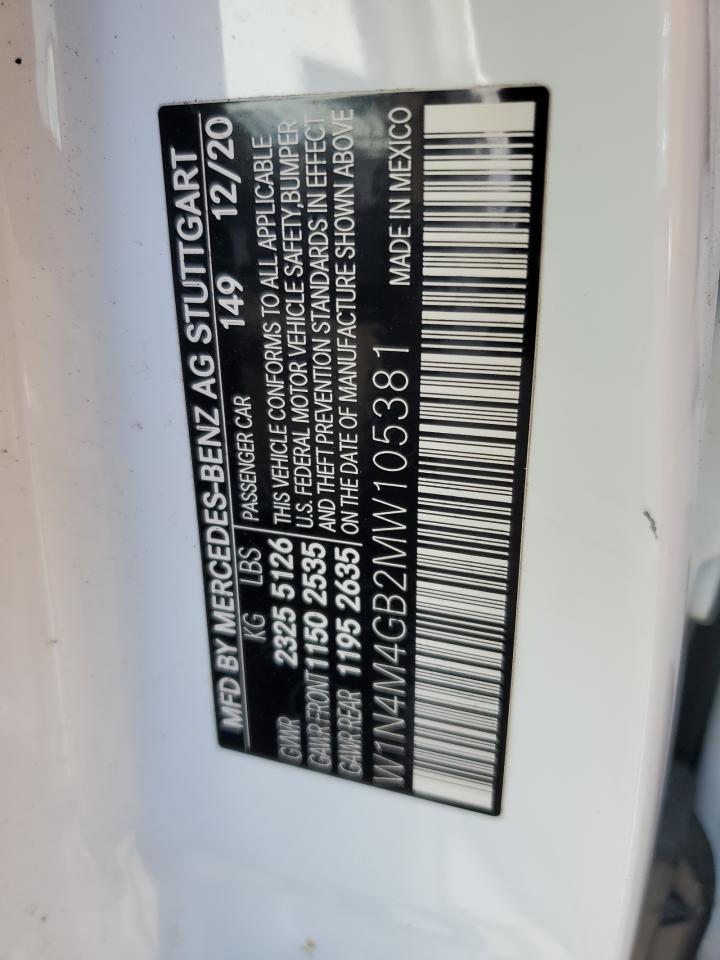 MFD BY MERCEDES-BENZ AG STUTTGART
149 12/20
KG LBS PASSENGER CAR
GVWR 2325 5126 THIS VEHICLE CONFORMS TO ALL APPLICABLE
GAWR FRONT 1150 2535 U.S. FEDERAL MOTOR VEHICLE SAFETY,BUMPER
AND THEFT PREVENTION STANDARDS IN EFFECT
GAWR REAR 1195 2635 ON THE DATE OF MANUFACTURE SHOWN ABOVE
W1N4M4GB2MW105381 MADE IN MEXICO